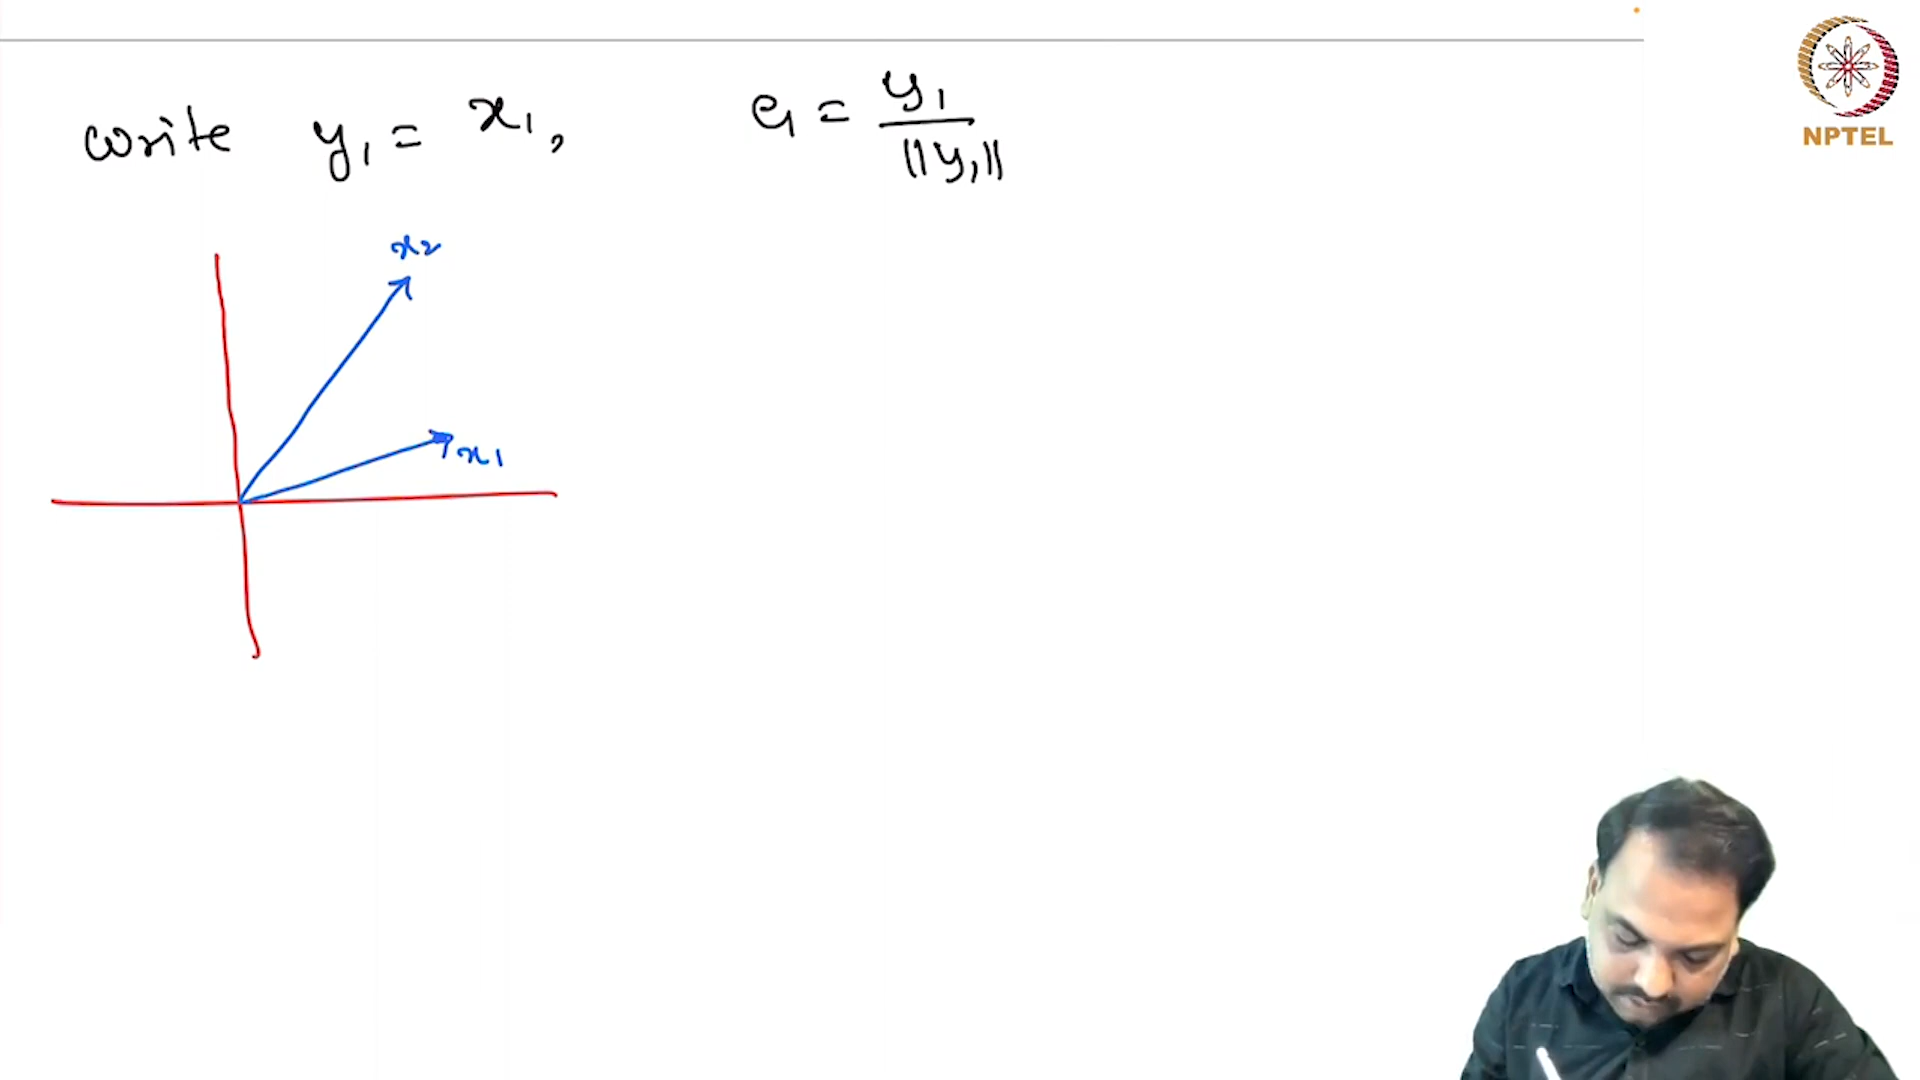 write y₁ = x₁, e₁ = y₁ / ||y₁||
x₂
x₁
NPTEL